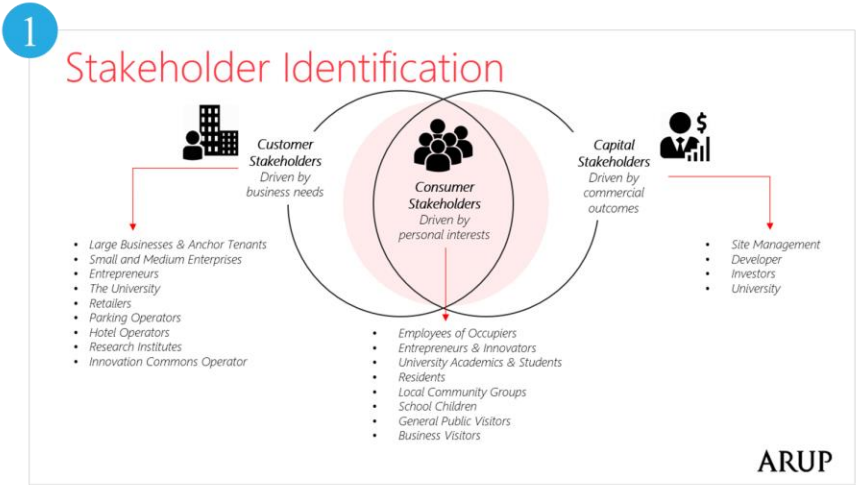 1
Stakeholder Identification
Customer
Stakeholders
Driven by
business needs
Consumer
Stakeholders
Driven by
personal interests
Capital
Stakeholders
Driven by
commercial
outcomes
$
• Large Businesses & Anchor Tenants
• Small and Medium Enterprises
• Entrepreneurs
• The University
• Retailers
• Parking Operators
• Hotel Operators
• Research Institutes
• Innovation Commons Operator
• Employees of Occupiers
• Entrepreneurs & Innovators
• University Academics & Students
• Residents
• Local Community Groups
• School Children
• General Public Visitors
• Business Visitors
• Site Management
• Developer
• Investors
• University
ARUP